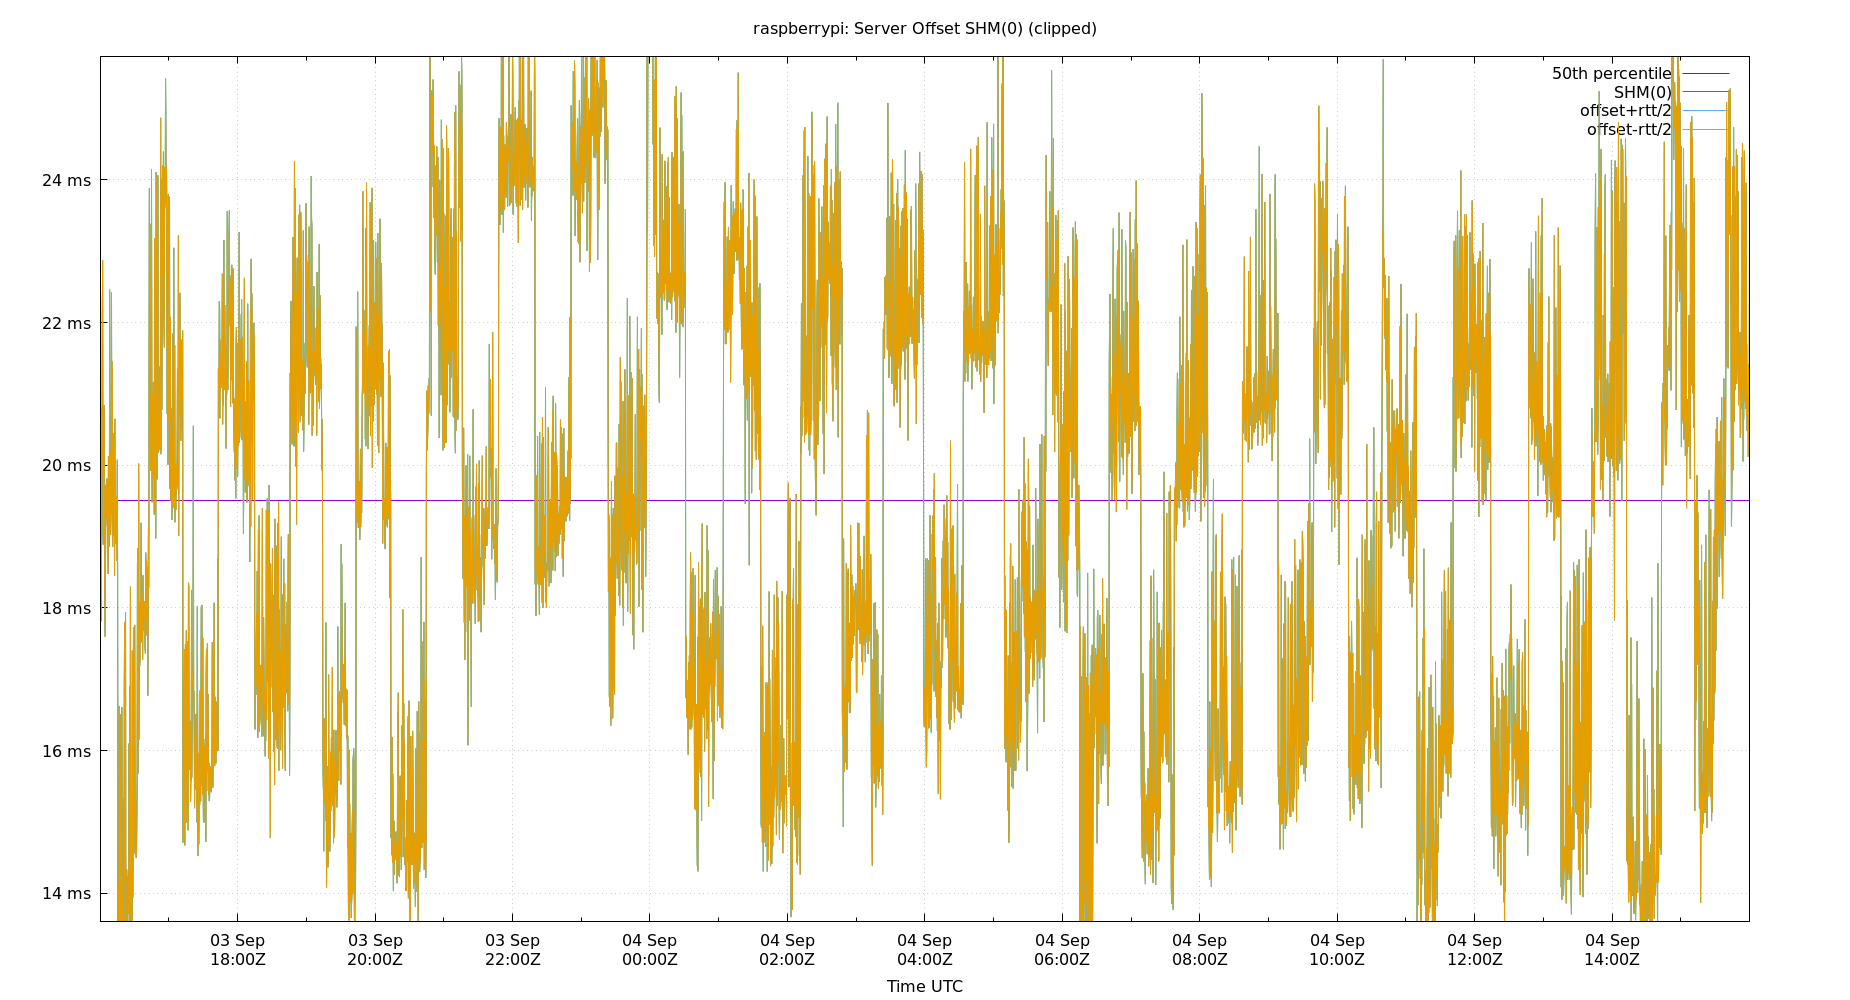 raspberrypi: Server Offset SHM(0) (clipped)
50th percentile
SHM(0)
offset+rtt/2
offset-rtt/2
24 ms
22 ms
20 ms
18 ms
16 ms
14 ms
03 Sep 03 Sep 03 Sep 04 Sep 04 Sep 04 Sep 04 Sep 04 Sep 04 Sep 04 Sep 04 Sep
18:00Z 20:00Z 22:00Z 00:00Z 02:00Z 04:00Z 06:00Z 08:00Z 10:00Z 12:00Z 14:00Z
Time UTC